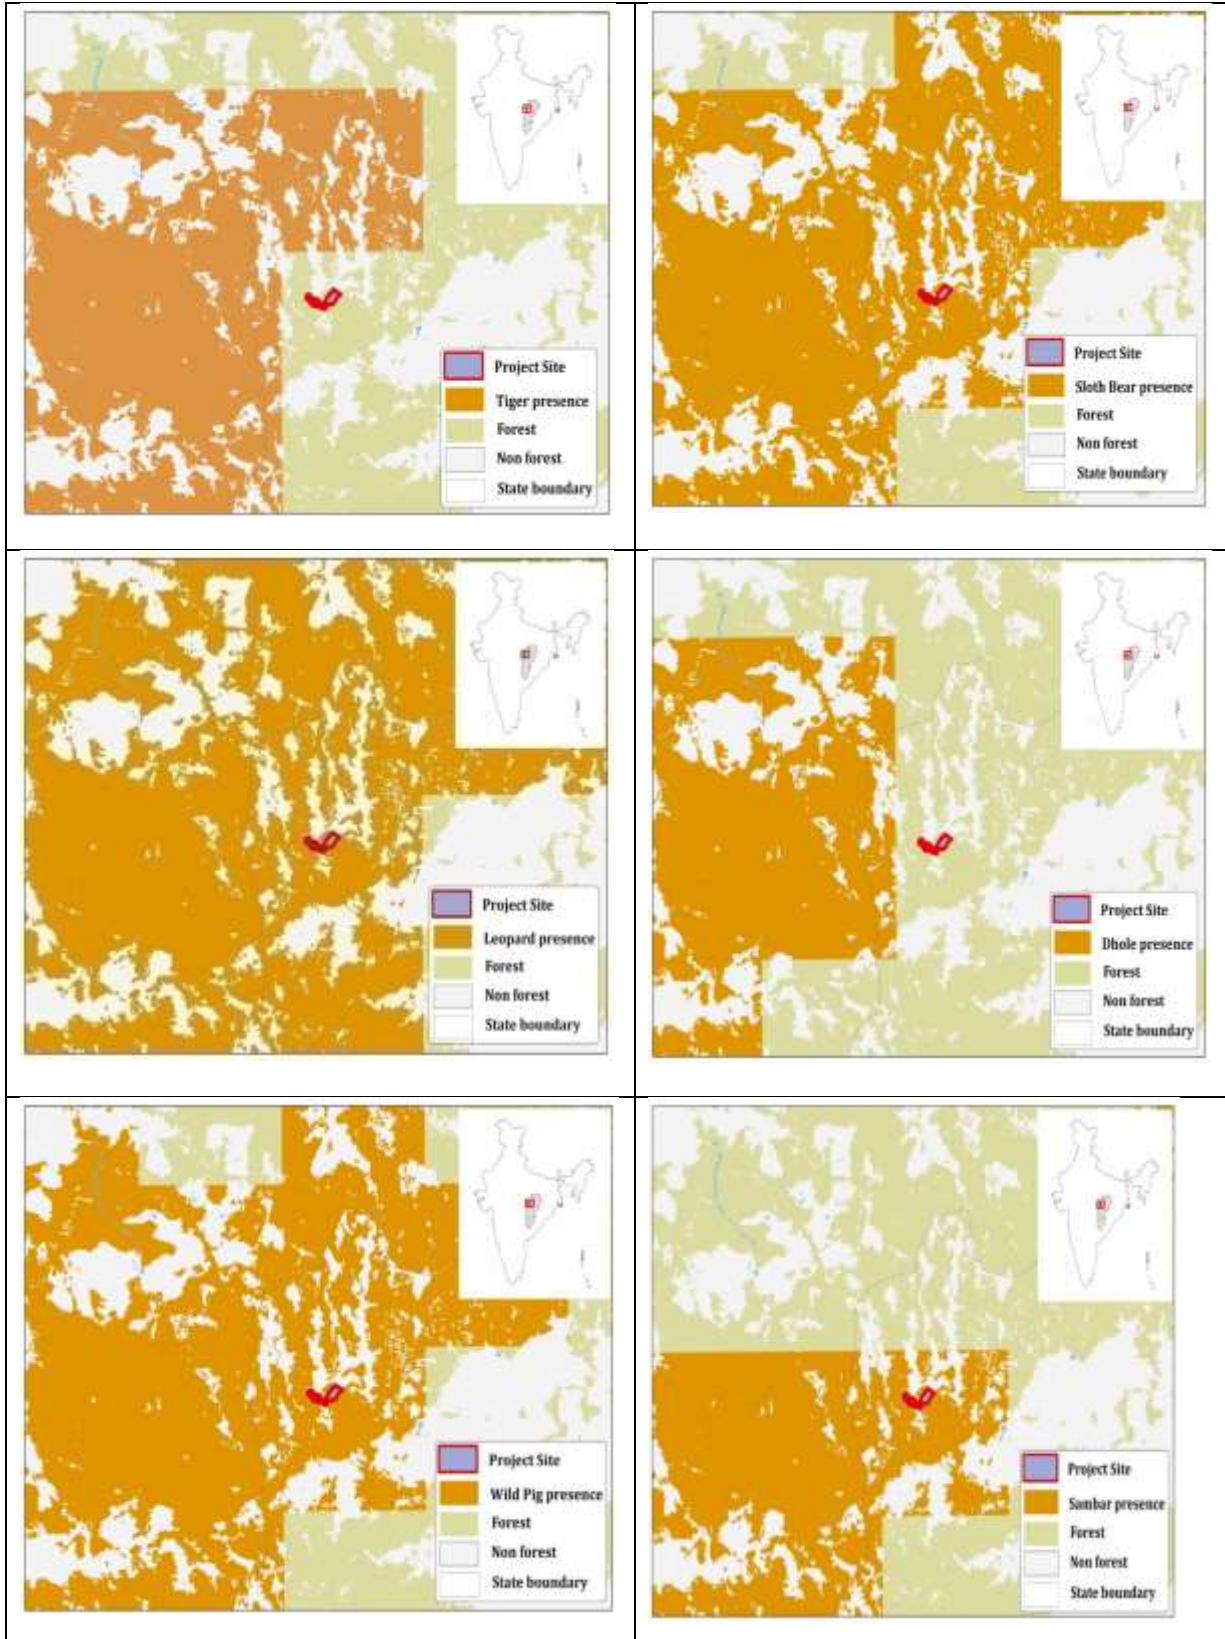 Project Site
Tiger presence
Forest
Non forest
State boundary
Project Site
Sloth Bear presence
Forest
Non forest
State boundary
Project Site
Leopard presence
Forest
Non forest
State boundary
Project Site
Dhole presence
Forest
Non forest
State boundary
Project Site
Wild Pig presence
Forest
Non forest
State boundary
Project Site
Sambar presence
Forest
Non forest
State boundary